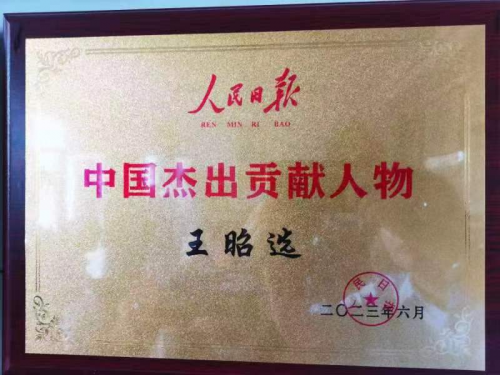 人民日报
REN MIN RI BAO
中国杰出贡献人物
王昭选
二〇二三年六月